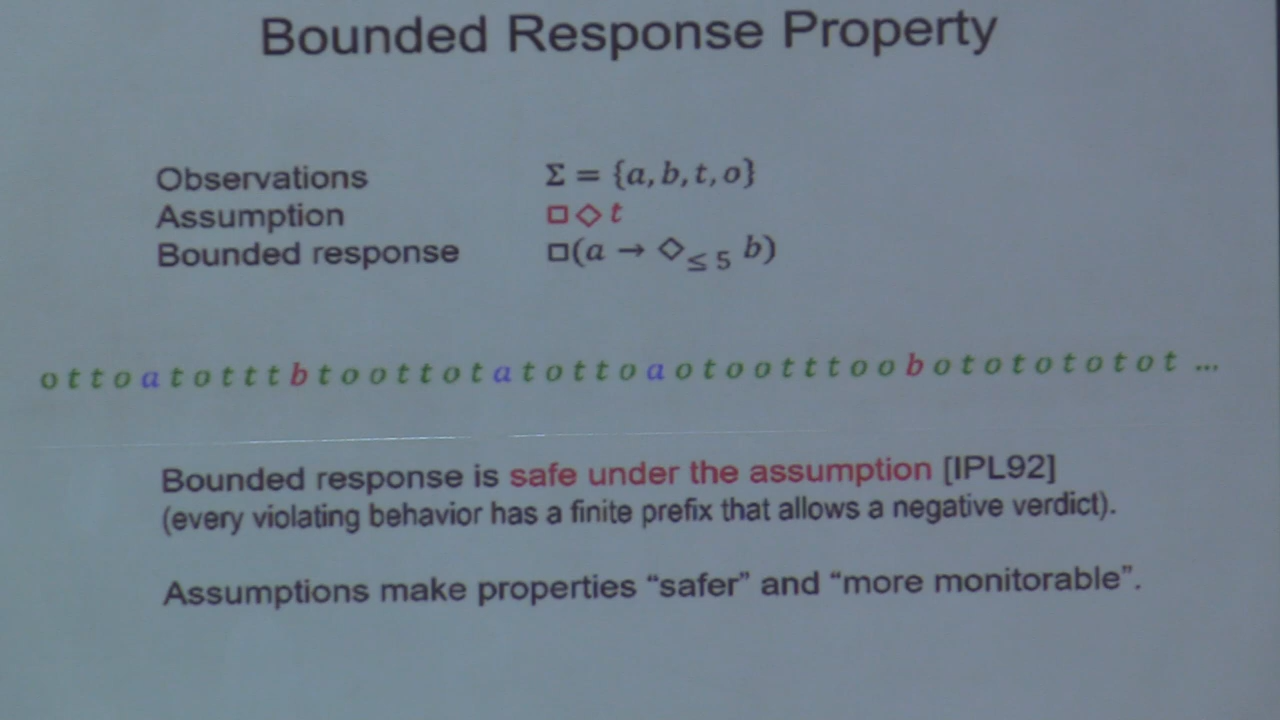 Bounded Response Property
Observations Σ = {a, b, t, o}
Assumption □◇t
Bounded response □(a → ◇≤ 5 b)
o t t o a t o t t t b t o o t t o t a t o t t o a o t o o t t t o o b o t o t o t o t o t ...
Bounded response is safe under the assumption [IPL92]
(every violating behavior has a finite prefix that allows a negative verdict).
Assumptions make properties “safer” and “more monitorable”.